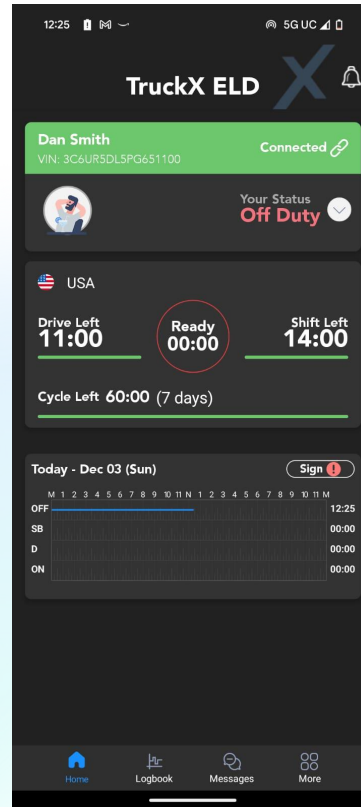 12:25 5G UC
TruckX ELD
Dan Smith
VIN: 3C6UR5DL5PG651100
Connected
Your Status
Off Duty
USA
Drive Left
11:00
Ready
00:00
Shift Left
14:00
Cycle Left 60:00 (7 days)
Today - Dec 03 (Sun) Sign !
M 1 2 3 4 5 6 7 8 9 10 11 N 1 2 3 4 5 6 7 8 9 10 11 M
OFF 12:25
SB 00:00
D 00:00
ON 00:00
Home Logbook Messages More